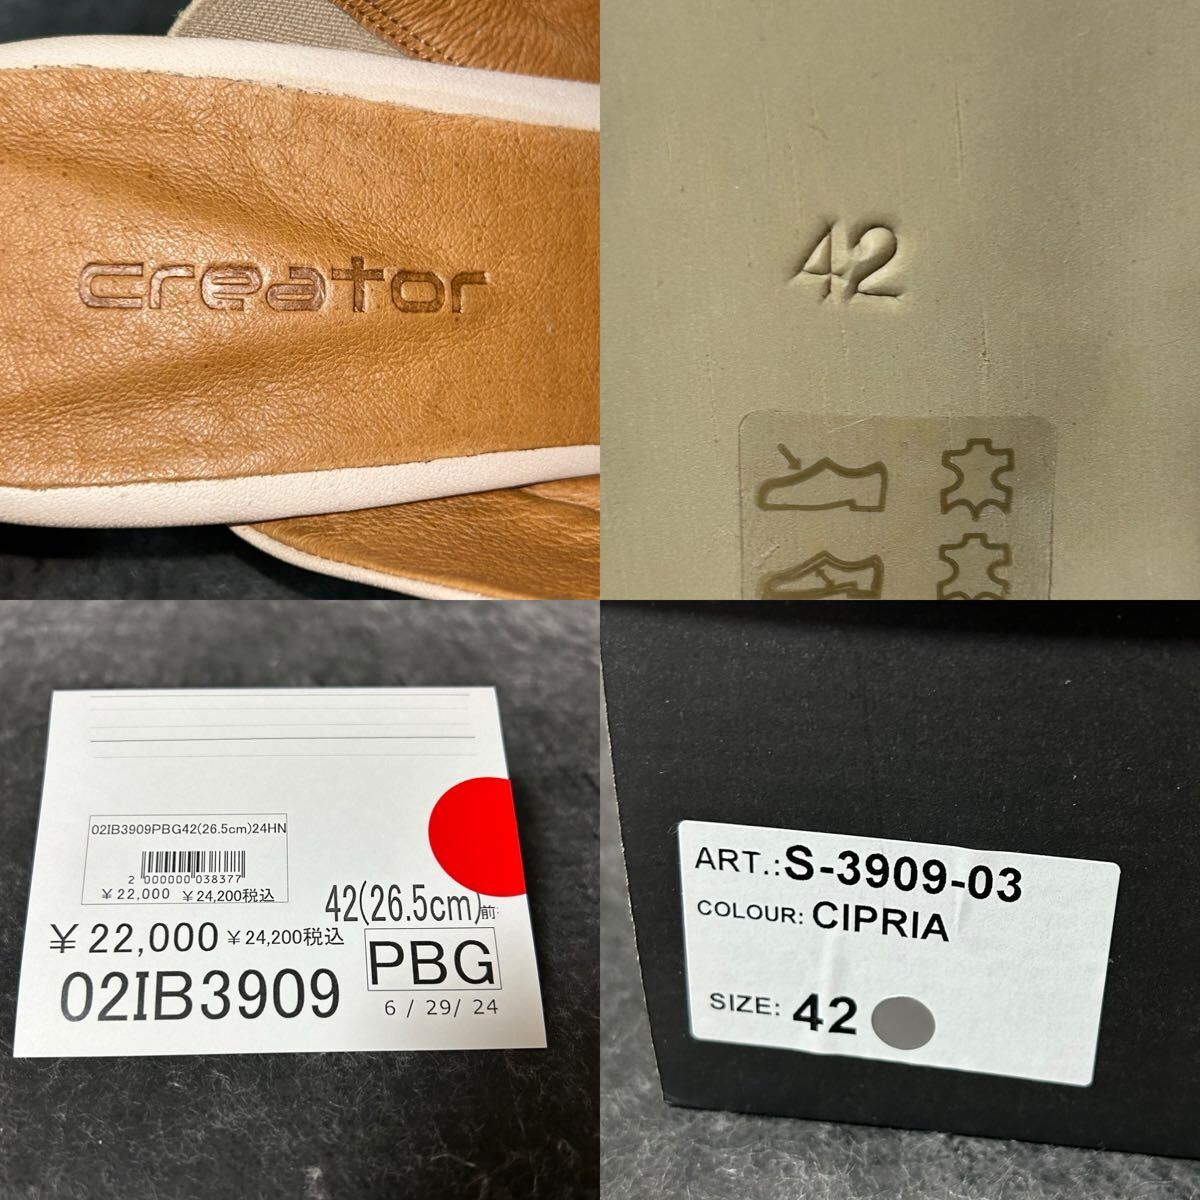 creator
42
02IB3909PBG42(26.5cm)24HN
2 000000 038377
￥22,000 ￥24,200税込
42(26.5cm)前
￥22,000 ￥24,200税込
PBG
02IB3909
6 / 29/ 24
ART.: S-3909-03
COLOUR: CIPRIA
SIZE: 42